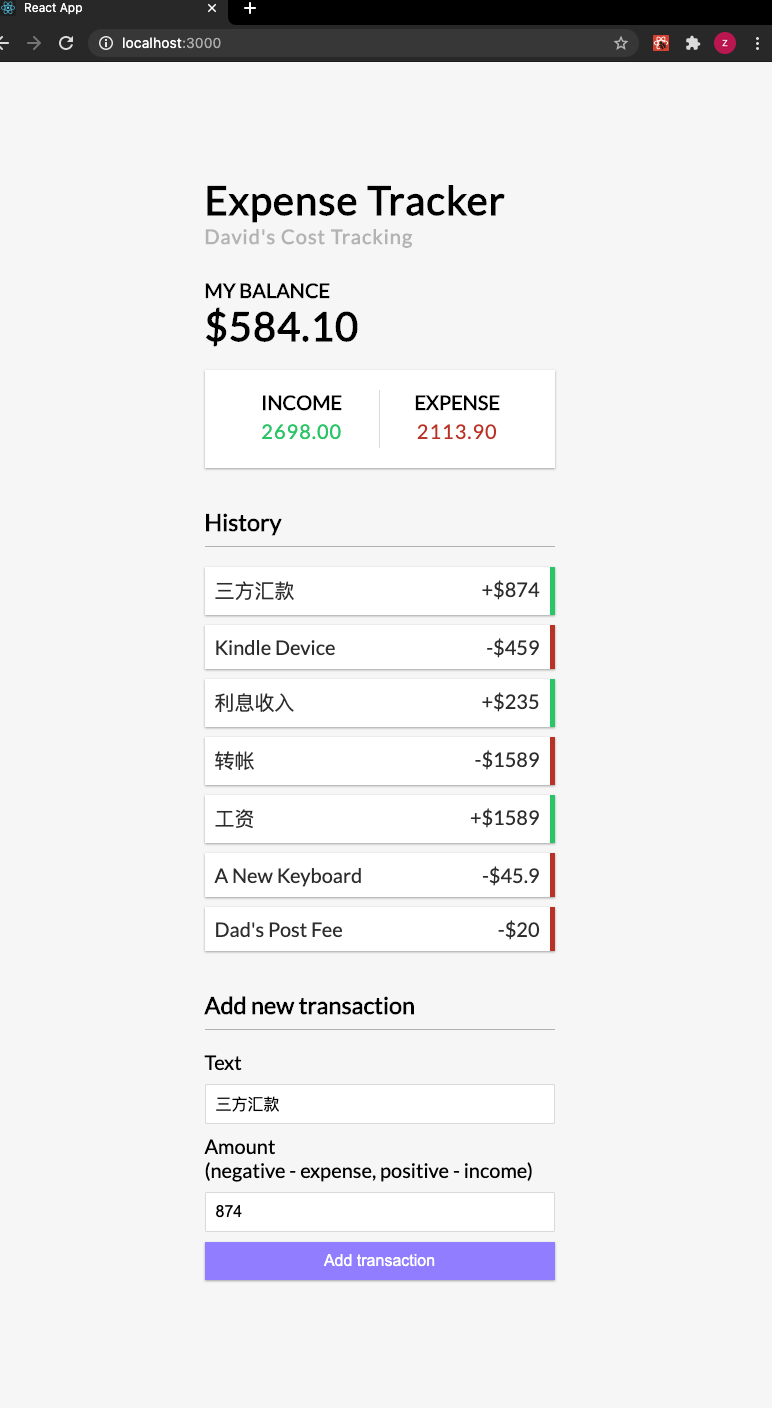 React App
localhost:3000
z
Expense Tracker
David's Cost Tracking
MY BALANCE
$584.10
INCOME EXPENSE
2698.00 2113.90
History
三方汇款 +$874
Kindle Device -$459
利息收入 +$235
转帐 -$1589
工资 +$1589
A New Keyboard -$45.9
Dad's Post Fee -$20
Add new transaction
Text
三方汇款
Amount
(negative - expense, positive - income)
874
Add transaction